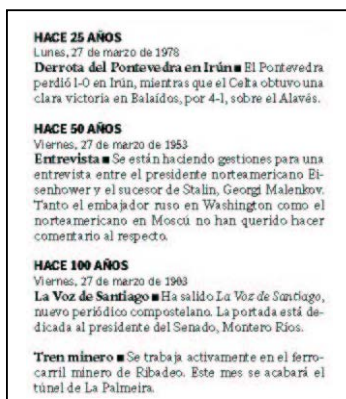 HACE 25 AÑOS
Lunes, 27 de marzo de 1978
Derrota del Pontevedra en Irún ■ El Pontevedra
perdió 1-0 en Irún, mientras que el Celta obtuvo una
clara victoria en Balaídos, por 4-1, sobre el Alavés.
HACE 50 AÑOS
Viernes, 27 de marzo de 1953
Entrevista ■ Se están haciendo gestiones para una
entrevista entre el presidente norteamericano Ei-
senhower y el sucesor de Stalin, Georgi Malenkov.
Tanto el embajador ruso en Washington como el
norteamericano en Moscú no han querido hacer
comentario al respecto.
HACE 100 AÑOS
Viernes, 27 de marzo de 1903
La Voz de Santiago ■ Ha salido La Voz de Santiago,
nuevo periódico compostelano. La portada está de-
dicada al presidente del Senado, Montero Ríos.
Tren minero ■ Se trabaja activamente en el ferro-
carril minero de Ribadeo. Este mes se acabará el
túnel de La Palmeira.